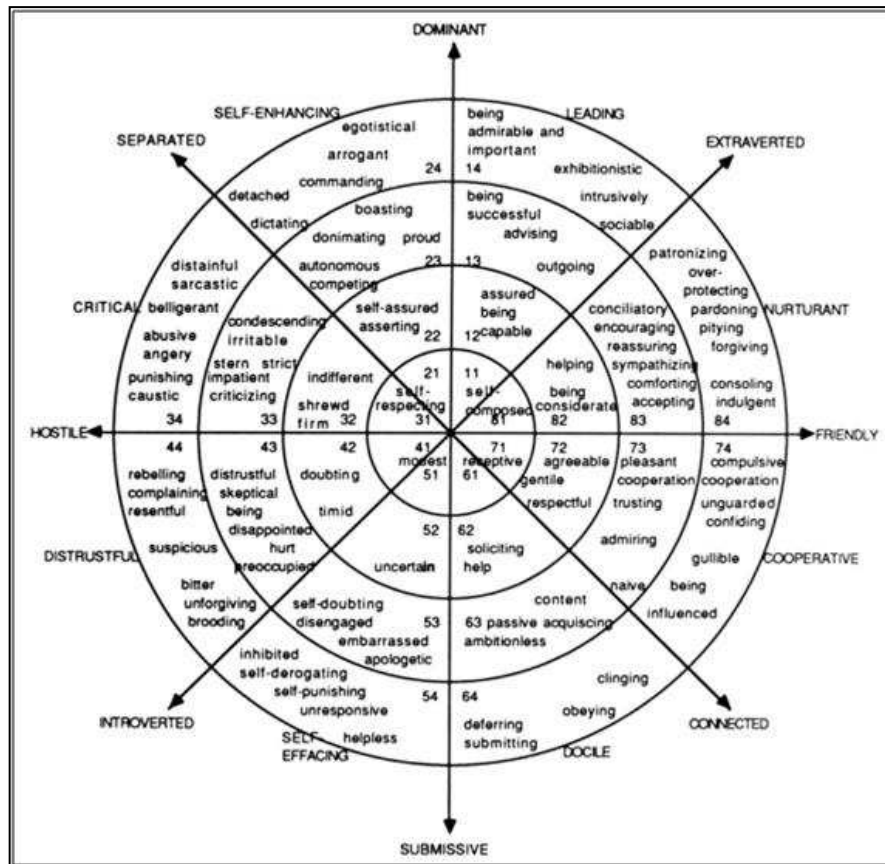 DOMINANT
SELF-ENHANCING
LEADING
SEPARATED
EXTRAVERTED
egotistical
being
admirable and
important
arrogant
commanding
24 14
exhibitionistic
detached
dictating
boasting
being
successful
advising
intrusively
sociable
donimating proud
23 13
outgoing
patronizing
over-
protecting
pardoning
pitying
forgiving
distainful
sarcastic
autonomous
competing
CRITICAL
belligerant
NURTURANT
self-assured
asserting
assured
being
capable
conciliatory
encouraging
reassuring
sympathizing
comforting
accepting
condescending
irritable
stern strict
impatient
criticizing
abusive
angery
punishing
caustic
22 12
indifferent
21 11
helping
being
considerate
consoling
indulgent
shrewd
firm
self-
respecting
self-
composed
34 33 32 31 81 82 83 84
HOSTILE
FRIENDLY
44 43 42 41 71 72 73 74
modest
receptive
agreeable
pleasant
cooperation
compulsive
cooperation
51 61
gentile
rebelling
complaining
resentful
distrustful
skeptical
being
disappointed
hurt
preoccupied
doubting
respectful
trusting
unguarded
confiding
timid
suspicious
DISTRUSTFUL
52 62
admiring
soliciting
help
gullible
COOPERATIVE
uncertain
bitter
unforgiving
brooding
naive
being
influenced
self-doubting
disengaged
embarrassed
apologetic
53 63
content
passive acquiscing
ambitionless
inhibited
self-derogating
self-punishing
unresponsive
54 64
clinging
obeying
INTROVERTED
CONNECTED
SELF-
EFFACING
helpless
deferring
submitting
DOCILE
SUBMISSIVE